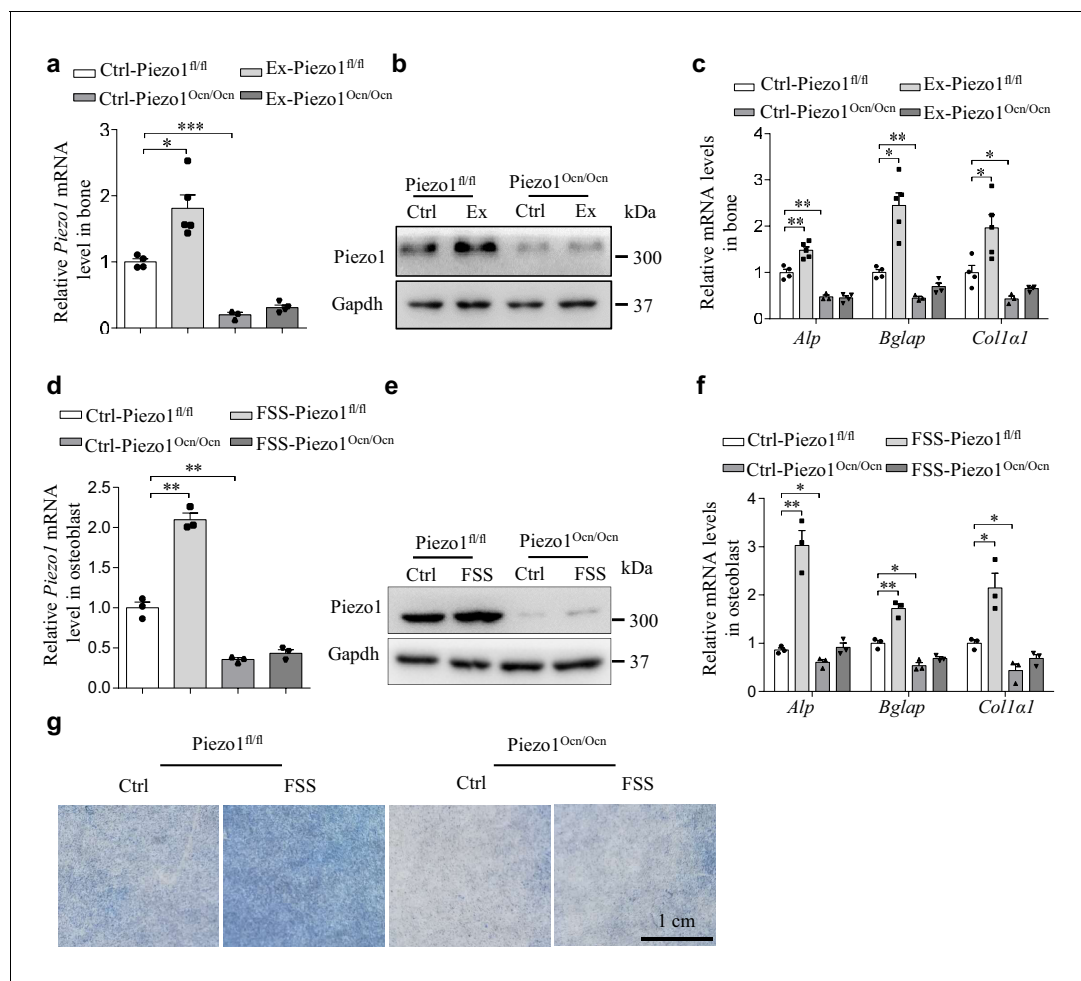 a
Ctrl-Piezo1fl/fl Ex-Piezo1fl/fl
Ctrl-Piezo1Ocn/Ocn Ex-Piezo1Ocn/Ocn
***
*
Relative Piezo1 mRNA
level in bone
3
2
1
0
b
Piezo1fl/fl Piezo1Ocn/Ocn
Ctrl Ex Ctrl Ex kDa
Piezo1 300
Gapdh 37
c
Ctrl-Piezo1fl/fl Ex-Piezo1fl/fl
Ctrl-Piezo1Ocn/Ocn Ex-Piezo1Ocn/Ocn
Relative mRNA levels
in bone
4
3
2
1
0
**
**
**
*
*
*
Alp Bglap Col1α1
d
Ctrl-Piezo1fl/fl FSS-Piezo1fl/fl
Ctrl-Piezo1Ocn/Ocn FSS-Piezo1Ocn/Ocn
**
**
Relative Piezo1 mRNA
level in osteoblast
2.5
2.0
1.5
1.0
0.5
0.0
e
Piezo1fl/fl Piezo1Ocn/Ocn
Ctrl FSS Ctrl FSS kDa
Piezo1 300
Gapdh 37
f
Ctrl-Piezo1fl/fl FSS-Piezo1fl/fl
Ctrl-Piezo1Ocn/Ocn FSS-Piezo1Ocn/Ocn
Relative mRNA levels
in osteoblast
4
3
2
1
0
*
**
*
**
*
*
Alp Bglap Col1α1
g
Piezo1fl/fl Piezo1Ocn/Ocn
Ctrl FSS Ctrl FSS
1 cm